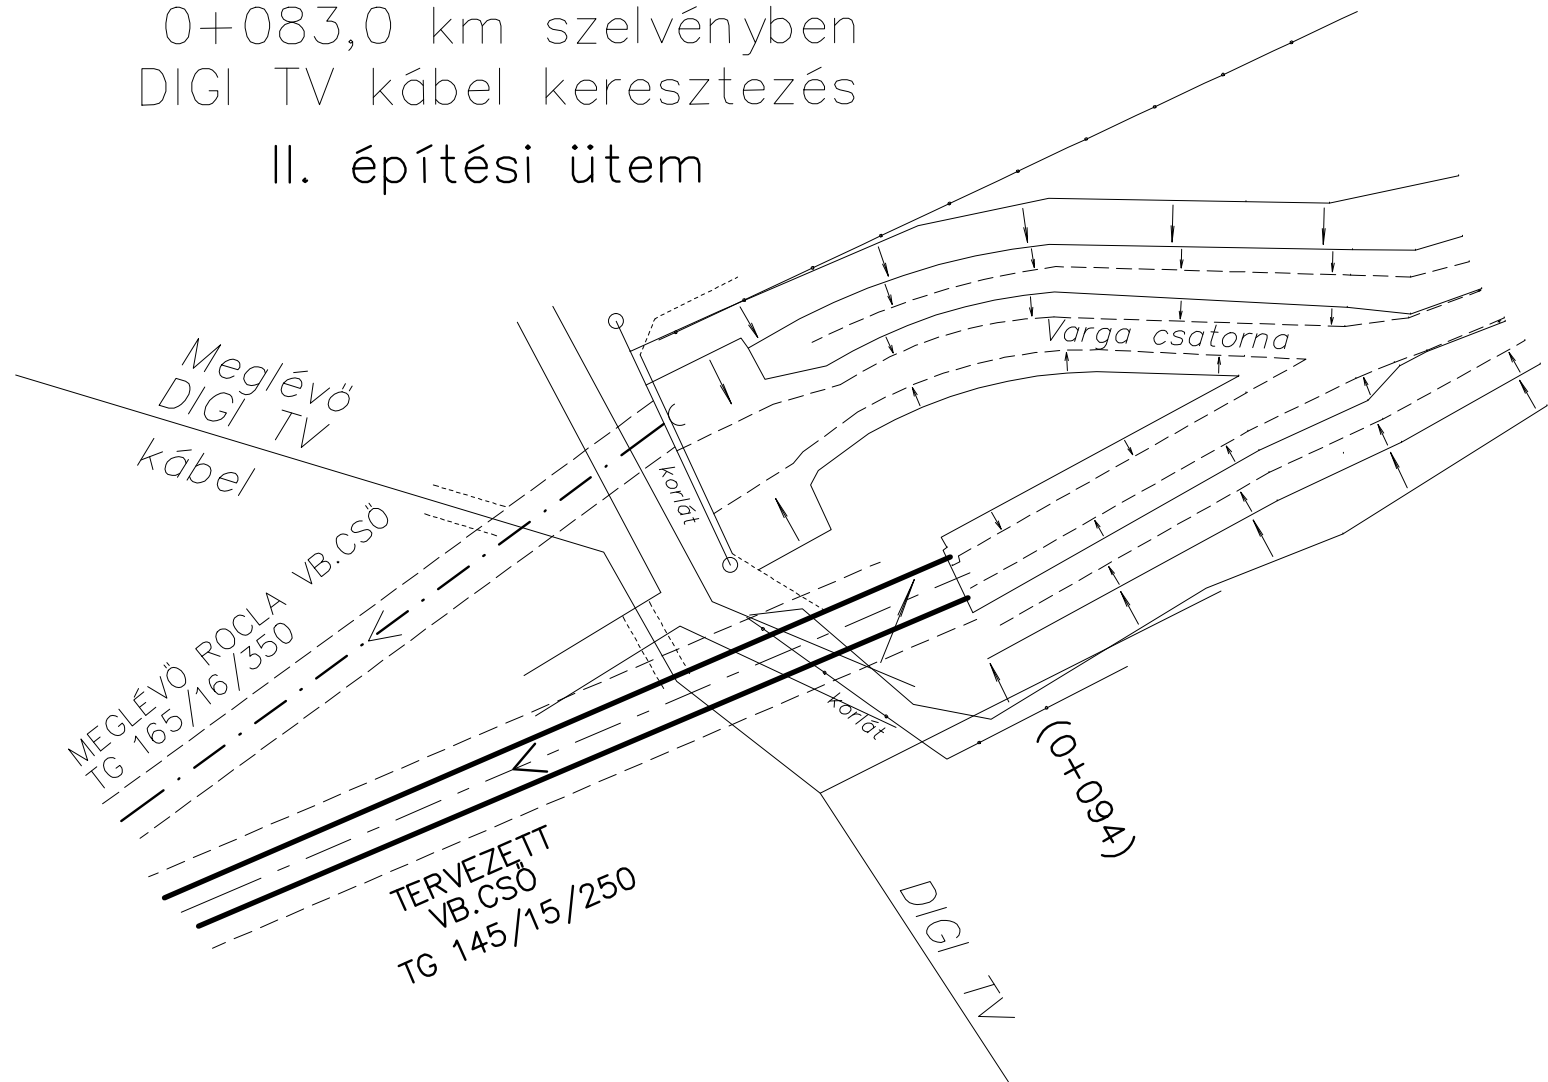 0+083,0 km szelvényben
DIGI TV kábel keresztezés
II. építési ütem
Varga csatorna
Meglévő
DIGI TV
kábel
korlát
MEGLÉVŐ ROCLA VB.CSŐ
TG 165/16/350
korlát
(0+094)
TERVEZETT
VB.CSŐ
TG 145/15/250
DIGI TV